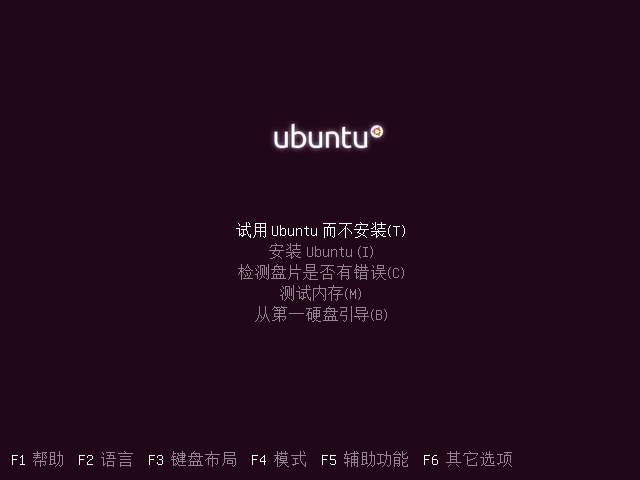 ubuntu
试用 Ubuntu 而不安装(T)
安装 Ubuntu (I)
检测盘片是否有错误(C)
测试内存(M)
从第一硬盘引导(B)
F1 帮助 F2 语言 F3 键盘布局 F4 模式 F5 辅助功能 F6 其它选项